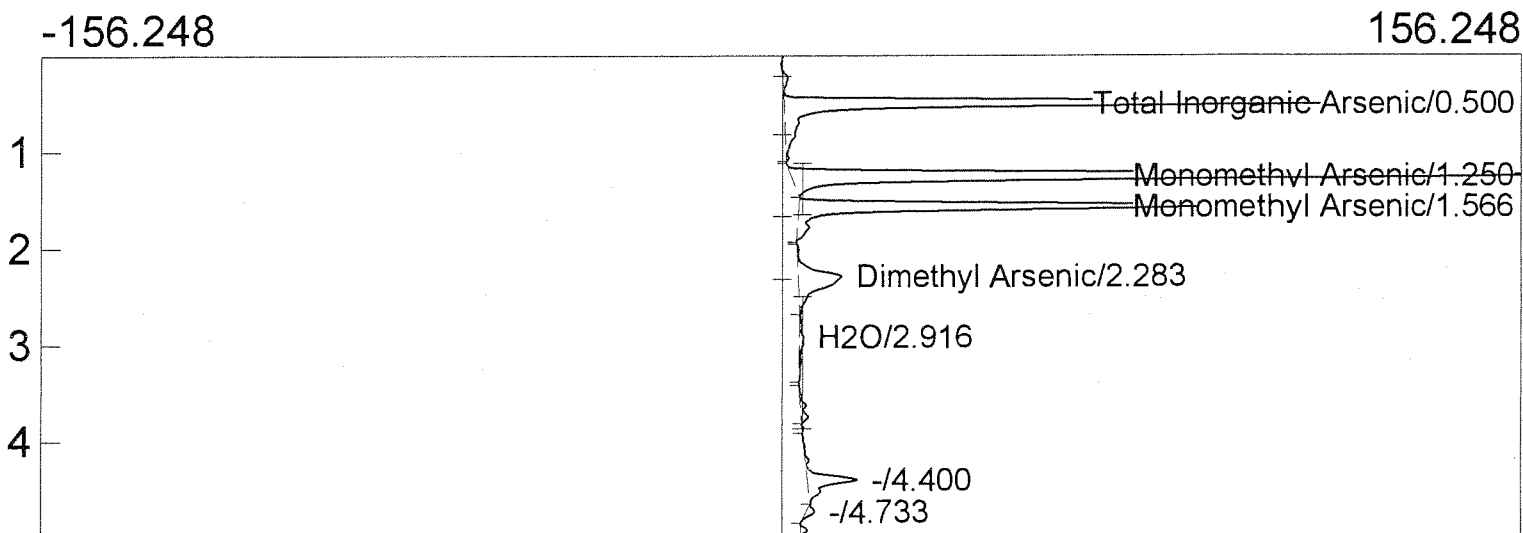 -156.248 156.248
Total Inorganic Arsenic/0.500
1
Monomethyl Arsenic/1.250
Monomethyl Arsenic/1.566
2
Dimethyl Arsenic/2.283
H2O/2.916
3
4
-/4.400
-/4.733